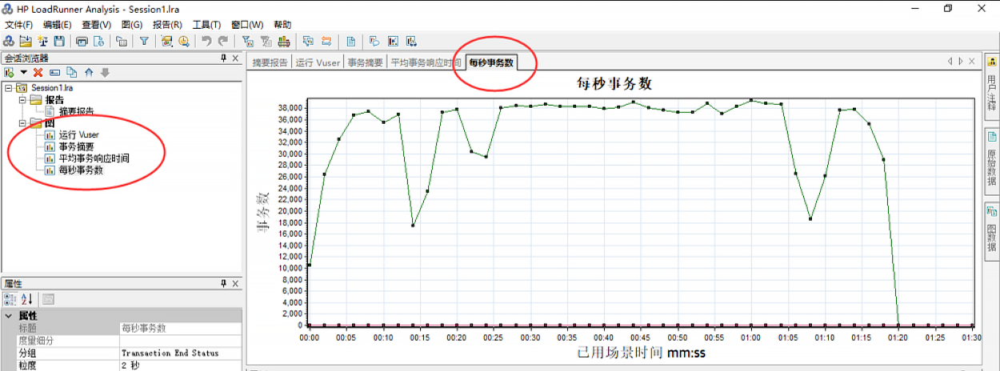 HP LoadRunner Analysis - Session1.lra
文件(F) 编辑(E) 查看(V) 图(G) 报告(R) 工具(T) 窗口(W) 帮助
会话浏览器
Session1.lra
报告
摘要报告
图
运行 Vuser
事务摘要
平均事务响应时间
每秒事务数
属性
属性
标题 每秒事务数
度量细分
分组 Transaction End Status
粒度 2 秒
摘要报告 运行 Vuser 事务摘要 平均事务响应时间 每秒事务数
每秒事务数
事务数
38,000
36,000
34,000
32,000
30,000
28,000
26,000
24,000
22,000
20,000
18,000
16,000
14,000
12,000
10,000
8,000
6,000
4,000
2,000
0
00:00 00:05 00:10 00:15 00:20 00:25 00:30 00:35 00:40 00:45 00:50 00:55 01:00 01:05 01:10 01:15 01:20 01:25 01:30
已用场景时间 mm:ss
用户注释
原始数据
图数据